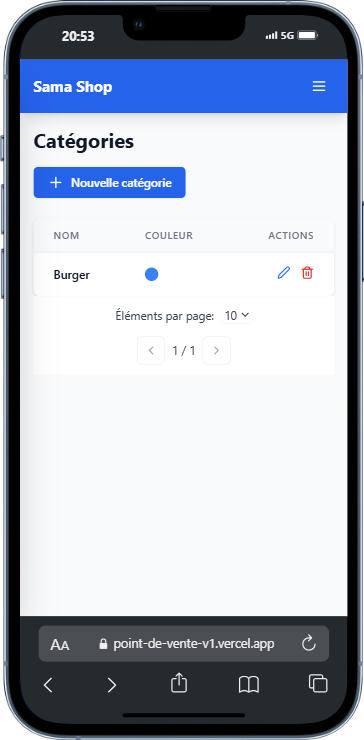 20:53
5G
Sama Shop
Catégories
Nouvelle catégorie
NOM COULEUR ACTIONS
Burger
Éléments par page: 10
1 / 1
AA point-de-vente-v1.vercel.app